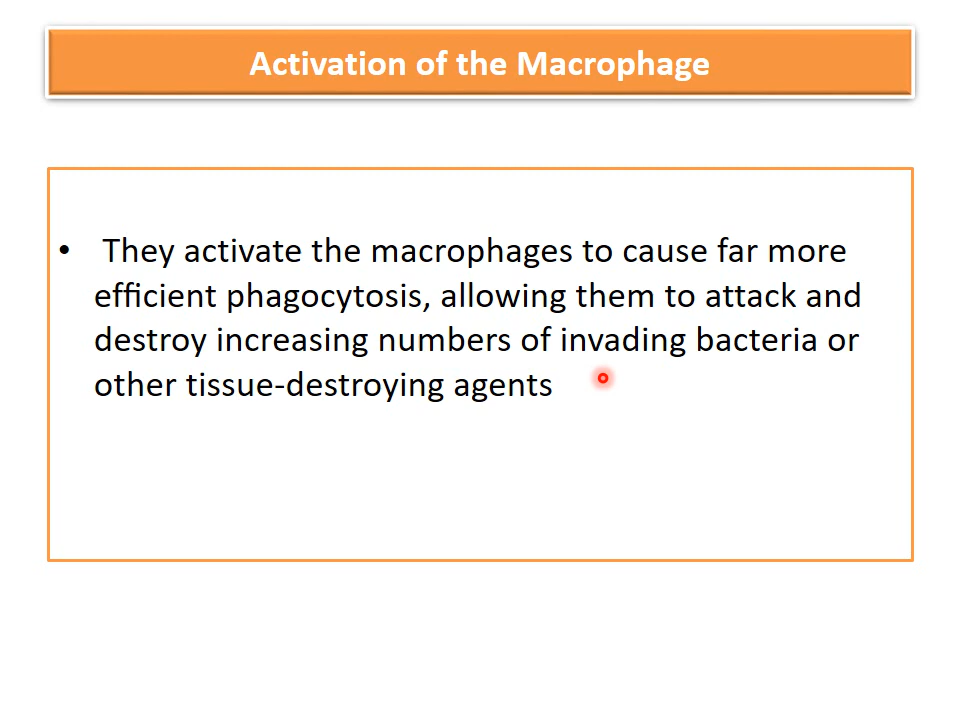 Activation of the Macrophage
• They activate the macrophages to cause far more
efficient phagocytosis, allowing them to attack and
destroy increasing numbers of invading bacteria or
other tissue-destroying agents